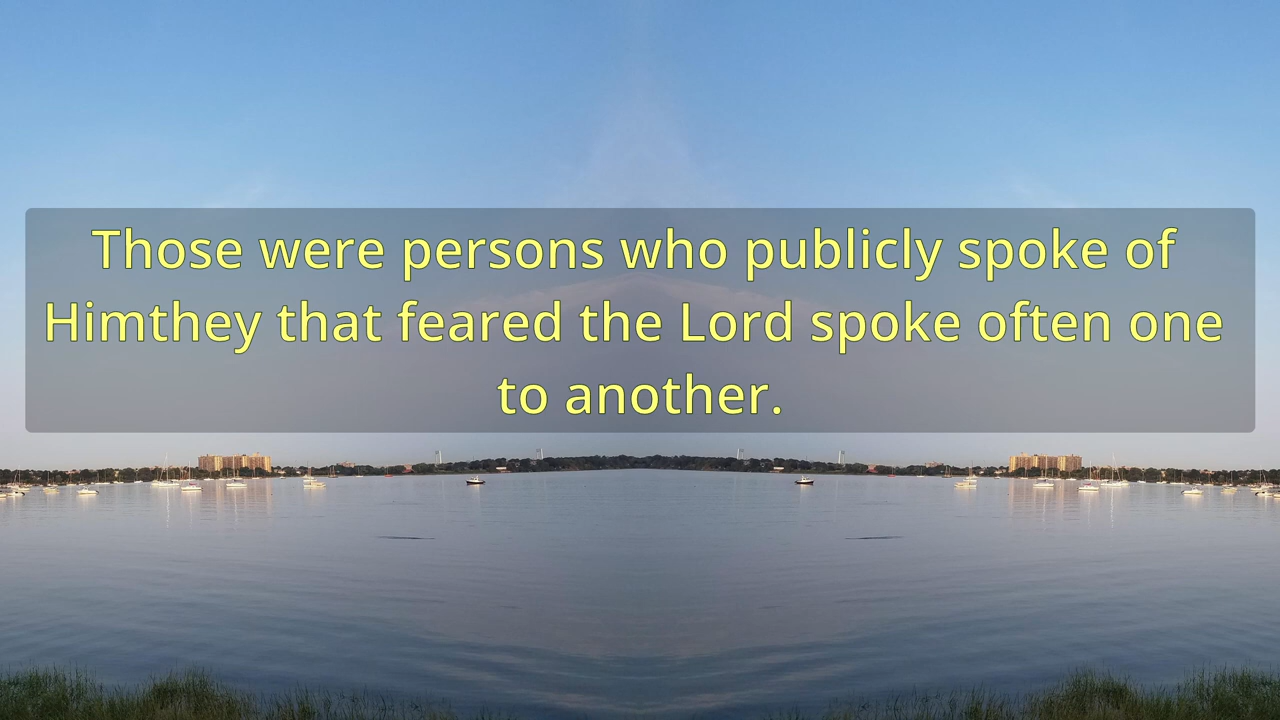 Those were persons who publicly spoke of
Himthey that feared the Lord spoke often one
to another.